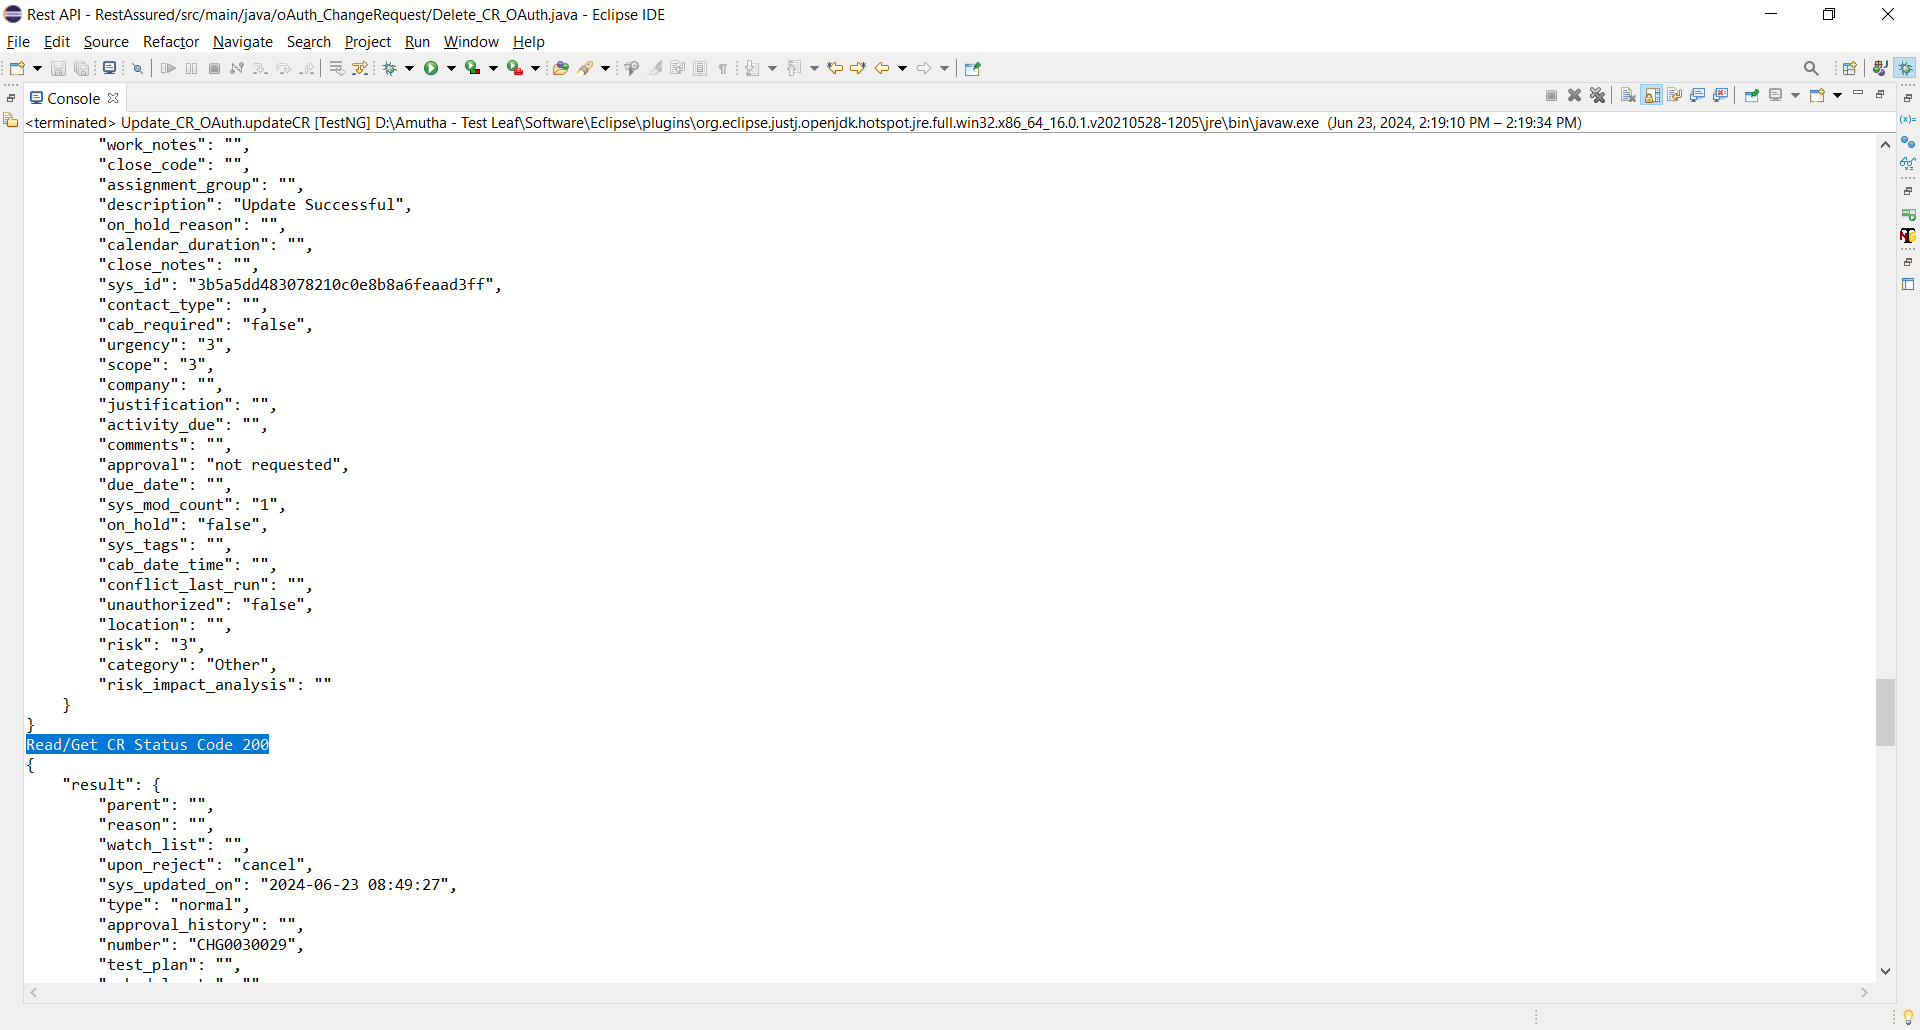 Rest API - RestAssured/src/main/java/oAuth_ChangeRequest/Delete_CR_OAuth.java - Eclipse IDE
File Edit Source Refactor Navigate Search Project Run Window Help
Console
<terminated> Update_CR_OAuth.updateCR [TestNG] D:\Amutha - Test Leaf\Software\Eclipse\plugins\org.eclipse.justj.openjdk.hotspot.jre.full.win32.x86_64_16.0.1.v20210528-1205\jre\bin\javaw.exe (Jun 23, 2024, 2:19:10 PM – 2:19:34 PM)
"work_notes": "",
"close_code": "",
"assignment_group": "",
"description": "Update Successful",
"on_hold_reason": "",
"calendar_duration": "",
"close_notes": "",
"sys_id": "3b5a5dd483078210c0e8b8a6feaad3ff",
"contact_type": "",
"cab_required": "false",
"urgency": "3",
"scope": "3",
"company": "",
"justification": "",
"activity_due": "",
"comments": "",
"approval": "not requested",
"due_date": "",
"sys_mod_count": "1",
"on_hold": "false",
"sys_tags": "",
"cab_date_time": "",
"conflict_last_run": "",
"unauthorized": "false",
"location": "",
"risk": "3",
"category": "Other",
"risk_impact_analysis": ""
}
}
Read/Get CR Status Code 200
{
"result": {
"parent": "",
"reason": "",
"watch_list": "",
"upon_reject": "cancel",
"sys_updated_on": "2024-06-23 08:49:27",
"type": "normal",
"approval_history": "",
"number": "CHG0030029",
"test_plan": "",